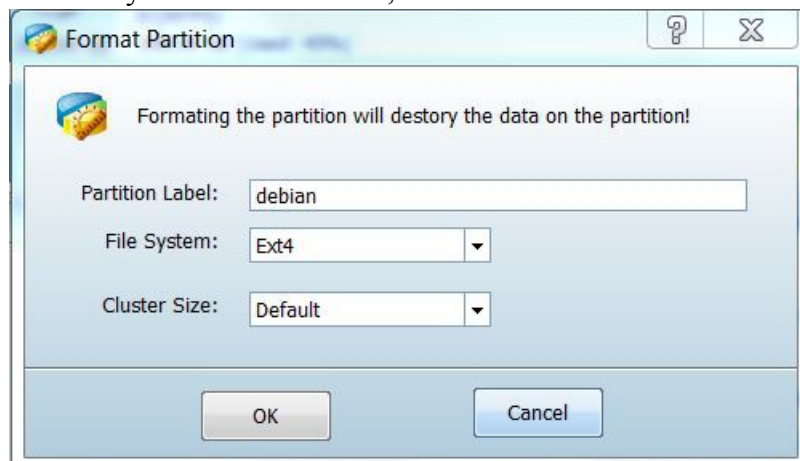 Format Partition
Formating the partition will destory the data on the partition!
Partition Label: debian
File System: Ext4
Cluster Size: Default
OK Cancel